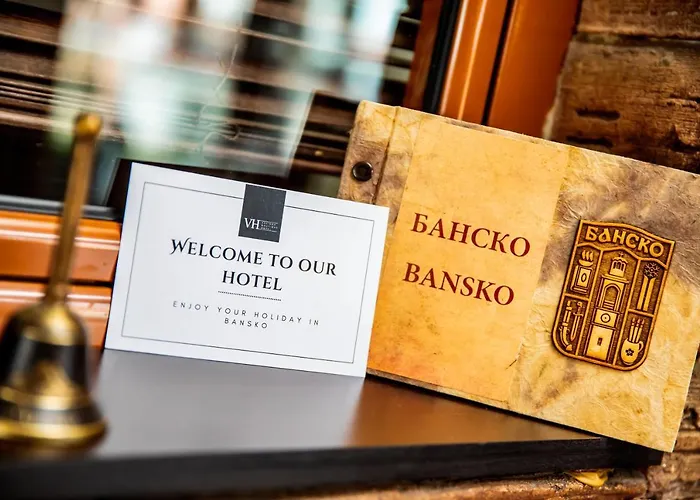 VH
WELCOME TO OUR
HOTEL
ENJOY YOUR HOLIDAY IN
BANSKO
БАНСКО
BANSKO
БАНСКО